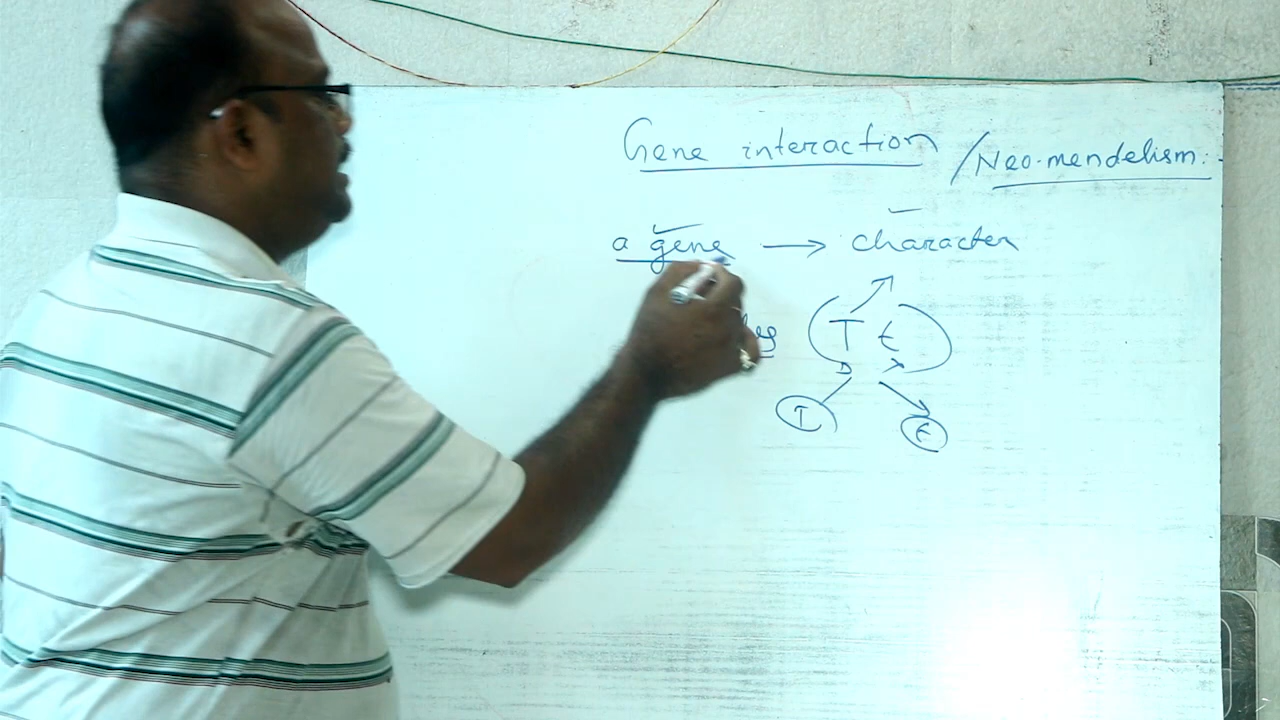 Gene interaction /Neo-mendelism:-
a gene → character
T t
T t